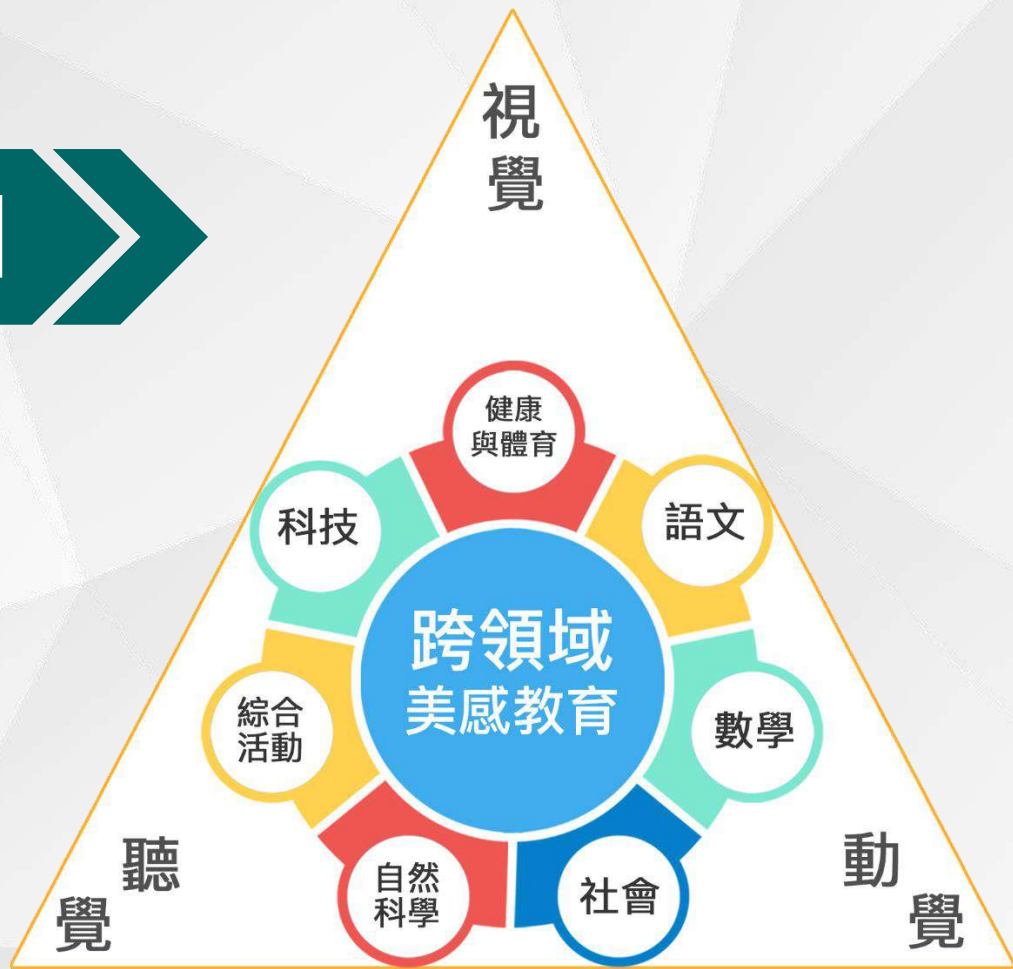 視
覺
健康
與體育
科技
語文
跨領域
美感教育
綜合
活動
數學
自然
科學
社會
聽
覺
動
覺